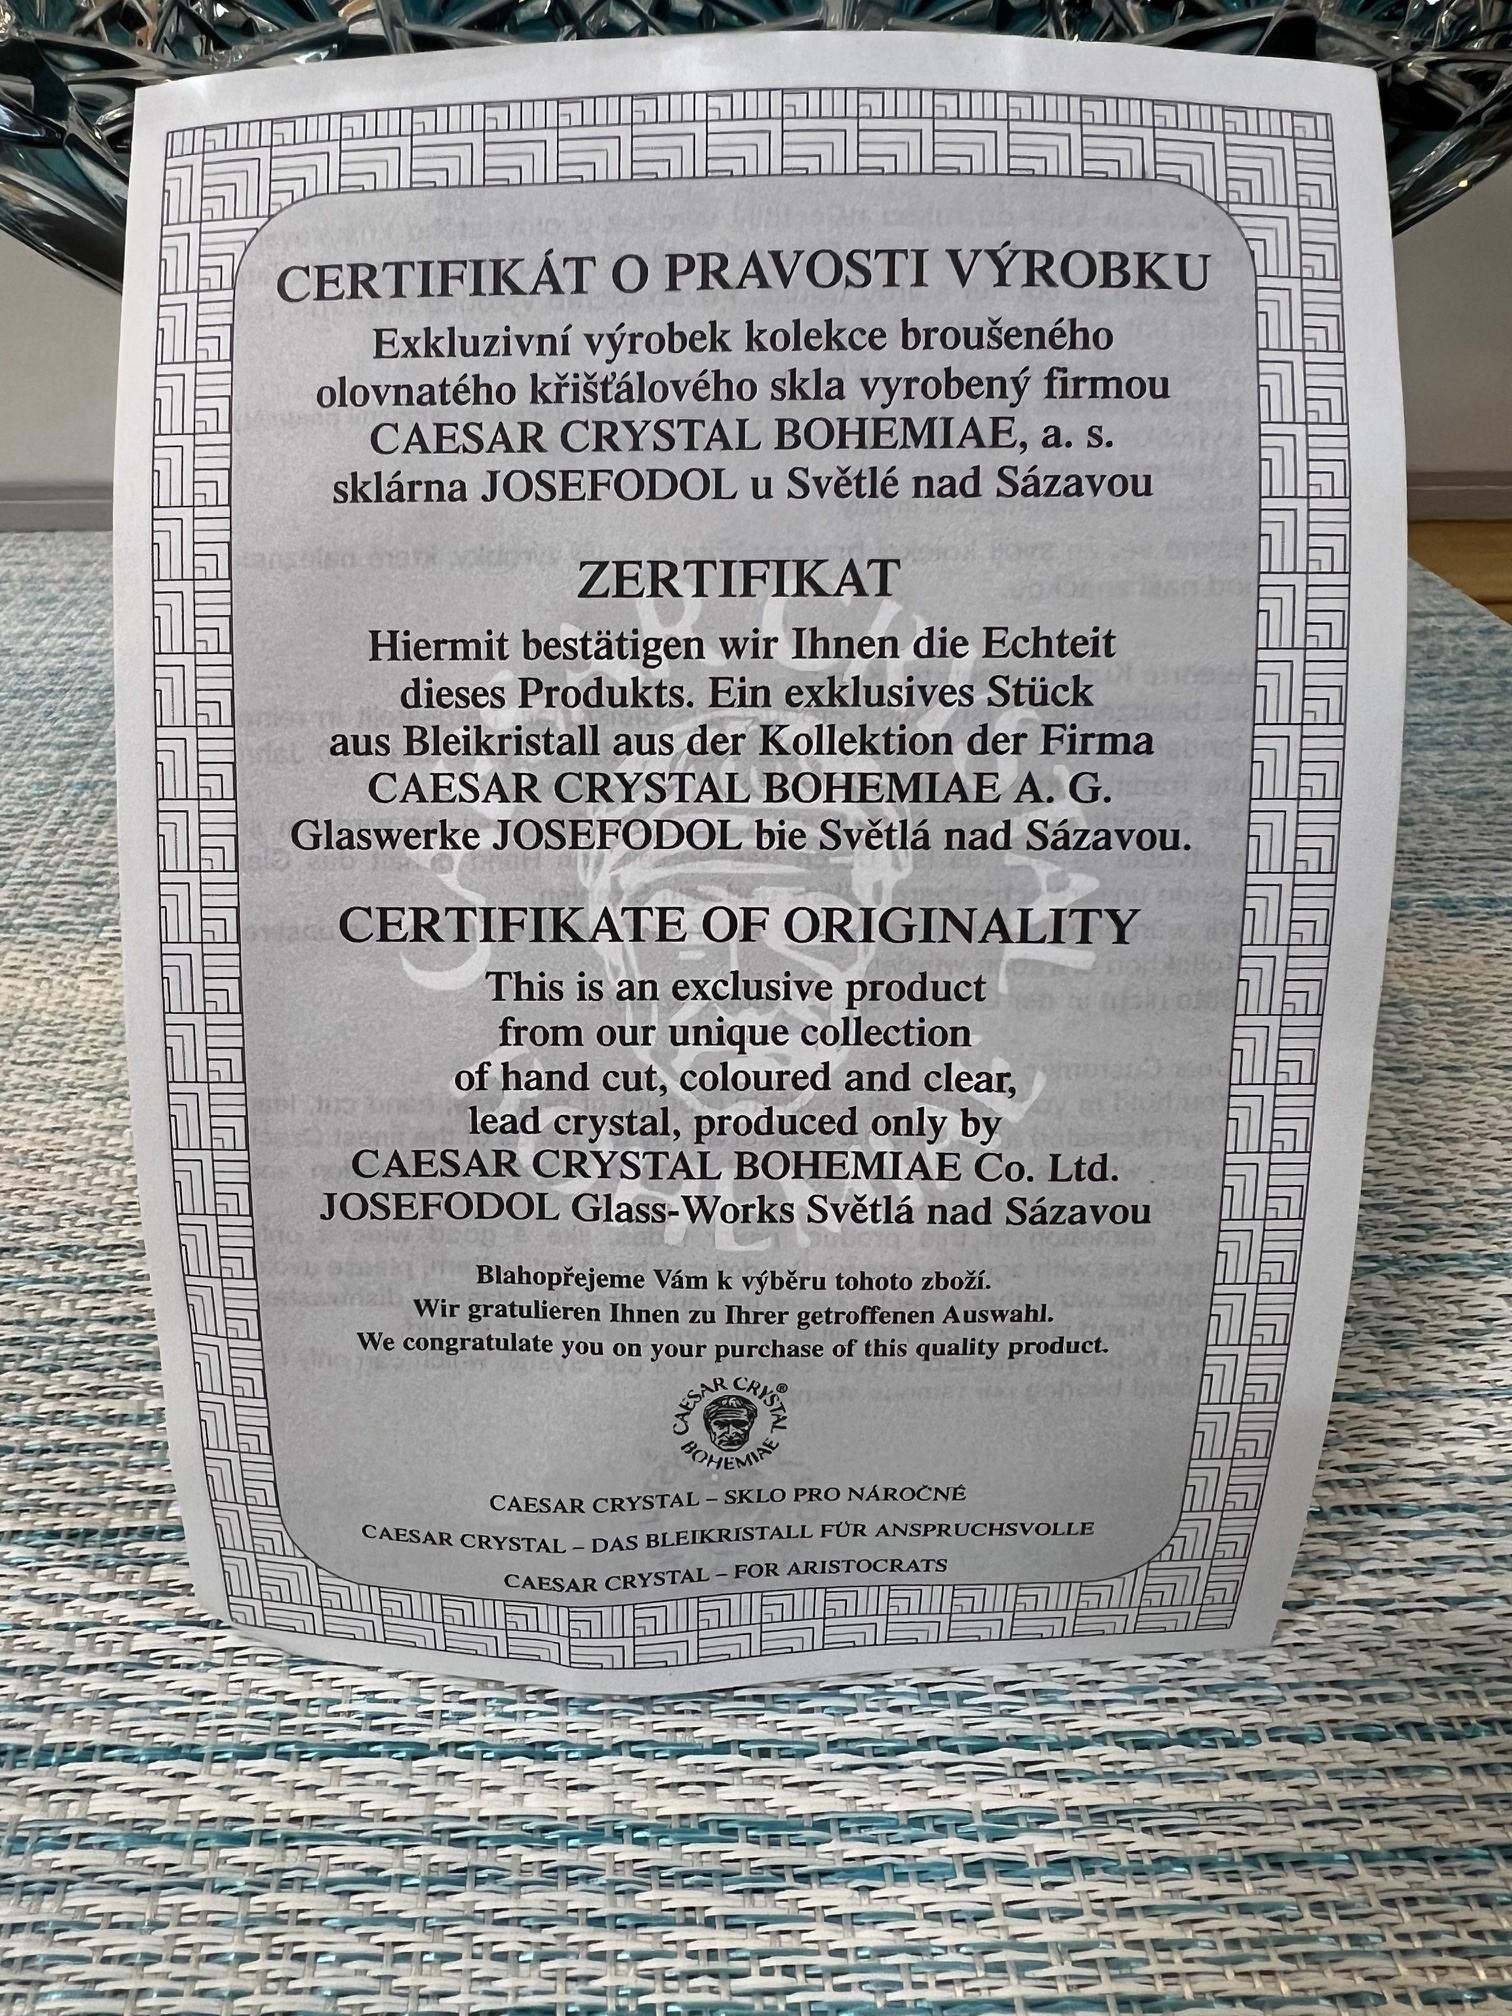 CERTIFIKÁT O PRAVOSTI VÝROBKU
Exkluzivní výrobek kolekce broušeného
olovnatého křišťálového skla vyrobený firmou
CAESAR CRYSTAL BOHEMIAE, a. s.
sklárna JOSEFODOL u Světlé nad Sázavou
ZERTIFIKAT
Hiermit bestätigen wir Ihnen die Echteit
dieses Produkts. Ein exklusives Stück
aus Bleikristall aus der Kollektion der Firma
CAESAR CRYSTAL BOHEMIAE A. G.
Glaswerke JOSEFODOL bie Světlá nad Sázavou.
CERTIFIKATE OF ORIGINALITY
This is an exclusive product
from our unique collection
of hand cut, coloured and clear,
lead crystal, produced only by
CAESAR CRYSTAL BOHEMIAE Co. Ltd.
JOSEFODOL Glass-Works Světlá nad Sázavou
Blahopřejeme Vám k výběru tohoto zboží.
Wir gratulieren Ihnen zu Ihrer getroffenen Auswahl.
We congratulate you on your purchase of this quality product.
CAESAR CRYSTAL®
BOHEMIAE
CAESAR CRYSTAL – SKLO PRO NÁROČNÉ
CAESAR CRYSTAL – DAS BLEIKRISTALL FÜR ANSPRUCHSVOLLE
CAESAR CRYSTAL – FOR ARISTOCRATS